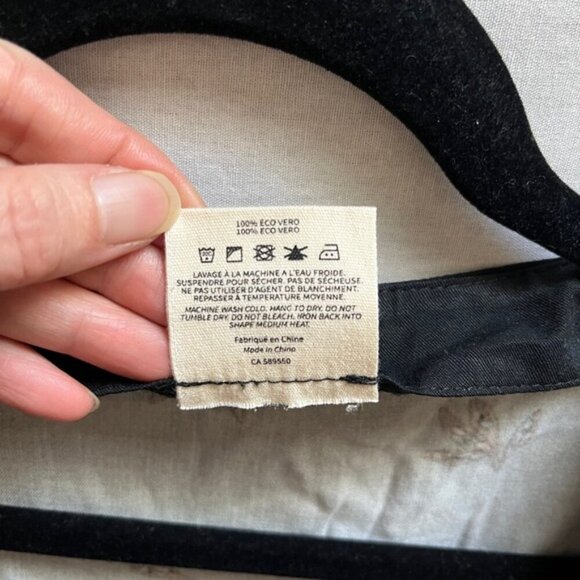 100% ECO VERO
100% ECO VERO
LAVAGE À LA MACHINE A L'EAU FROIDE.
SUSPENDRE POUR SÉCHER. PAS DE SÉCHEUSE.
NE PAS UTILISER D'AGENT DE BLANCHIMENT.
REPASSER À TEMPERATURE MOYENNE.
MACHINE WASH COLD. HANG TO DRY. DO NOT
TUMBLE DRY. DO NOT BLEACH. IRON BACK INTO
SHAPE MEDIUM HEAT.
Fabriqué en Chine
Made in China
CA 589550